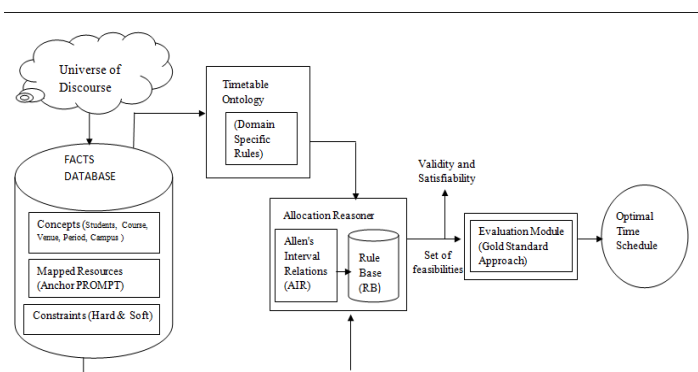 Universe of
Discourse
FACTS
DATABASE
Concepts (Students, Course,
Venue, Period, Campus )
Mapped Resources
(Anchor PROMPT)
Constraints (Hard & Soft)
Timetable
Ontology
(Domain
Specific
Rules)
Allocation Reasoner
Allen's
Interval
Relations
(AIR)
Rule
Base
(RB)
Validity and
Satisfiability
Set of
feasibilities
Evaluation Module
(Gold Standard
Approach)
Optimal
Time
Schedule